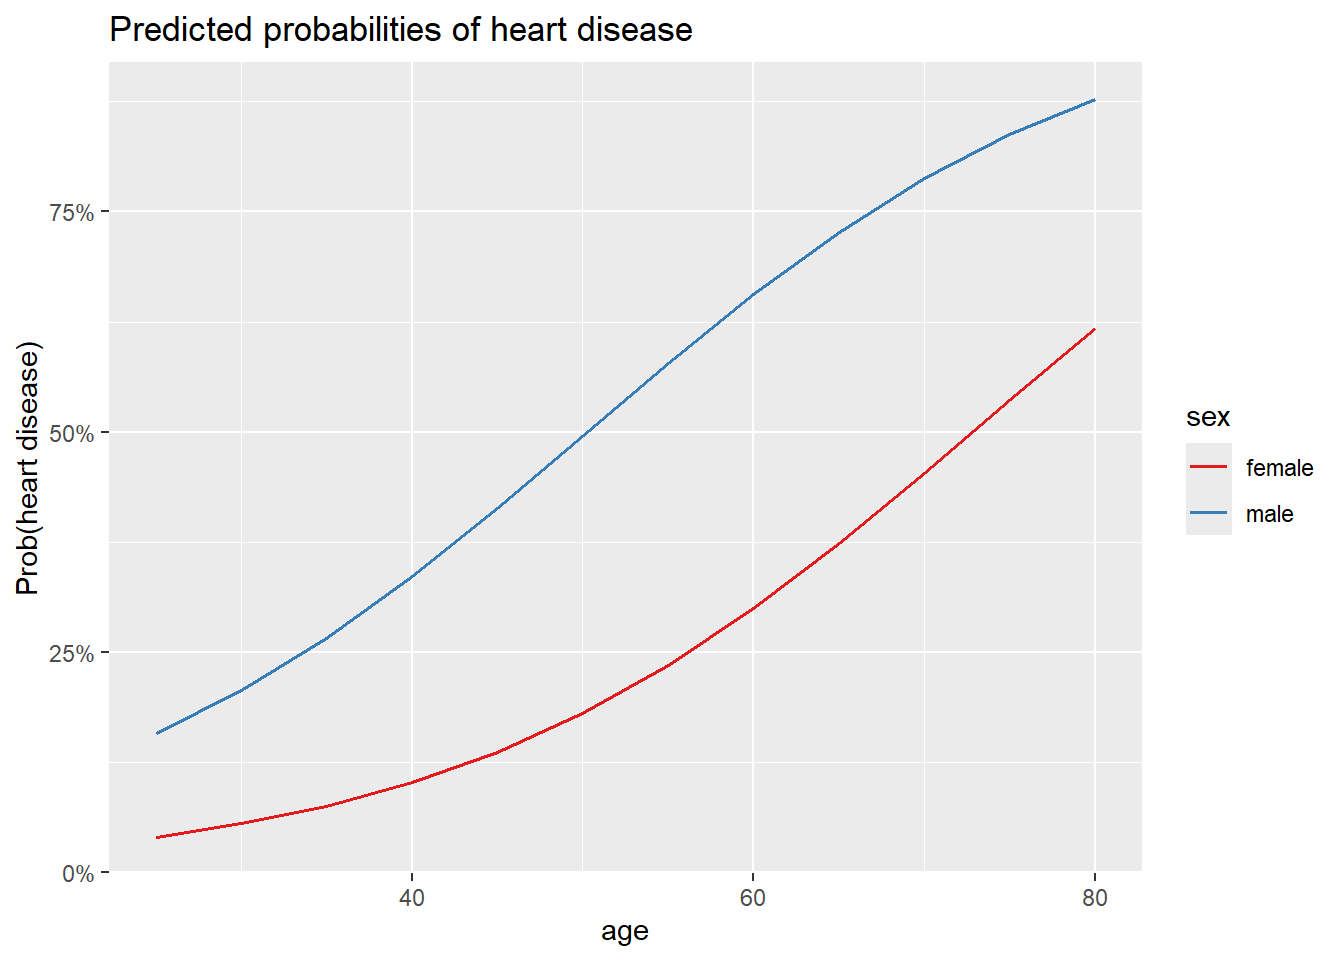 Predicted probabilities of heart disease
Prob(heart disease)
75%
50%
25%
0%
40 60 80
age
sex
female
male